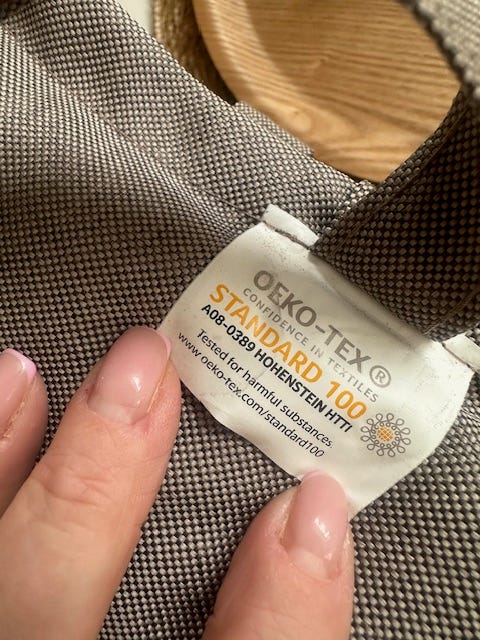 OEKO-TEX®
CONFIDENCE IN TEXTILES
STANDARD 100
A08-0389 HOHENSTEIN HTTI
Tested for harmful substances.
www.oeko-tex.com/standard100